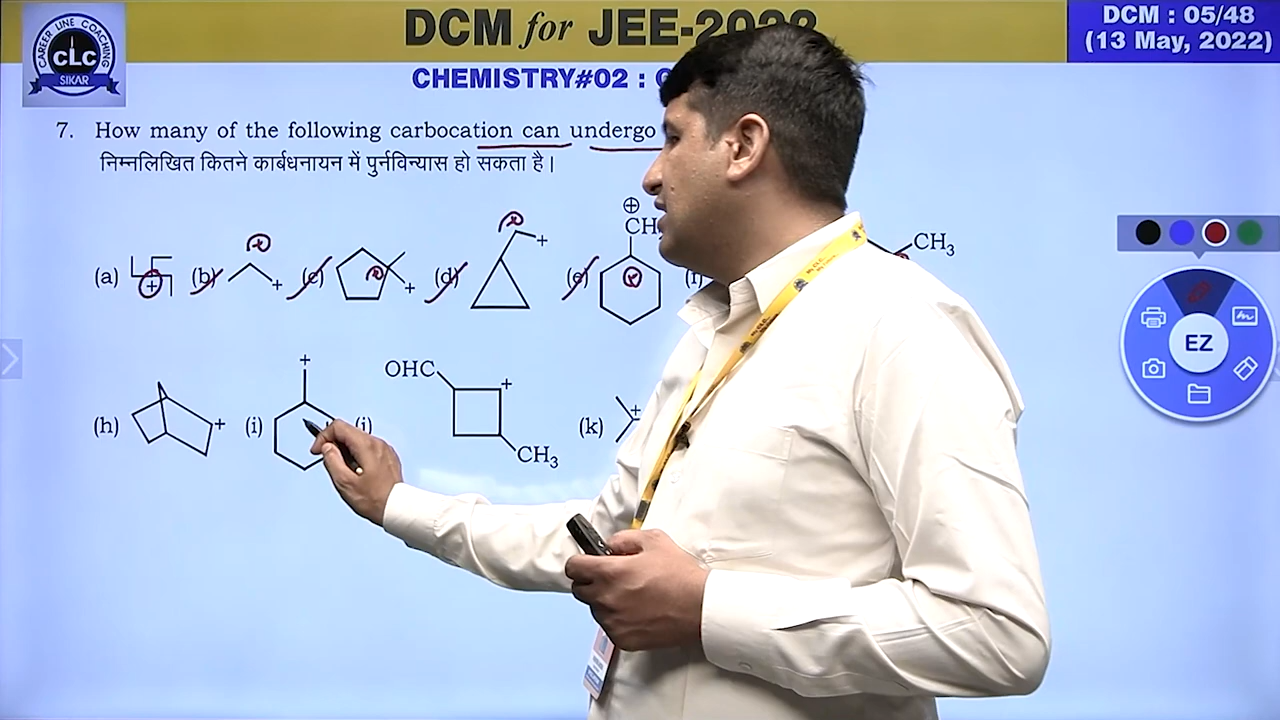 DCM for JEE-2022
DCM : 05/48
(13 May, 2022)
CAREER LINE COACHING
CLC
SIKAR
CHEMISTRY#02 :
7. How many of the following carbocation can undergo
निम्नलिखित कितने कार्बधनायन में पुर्नविन्यास हो सकता है।
⊕
CH
CH3
(a) + (b) + (c) + (d) + (e)
OHC + +
(h) + (i) (j) (k) +
CH3
EZ